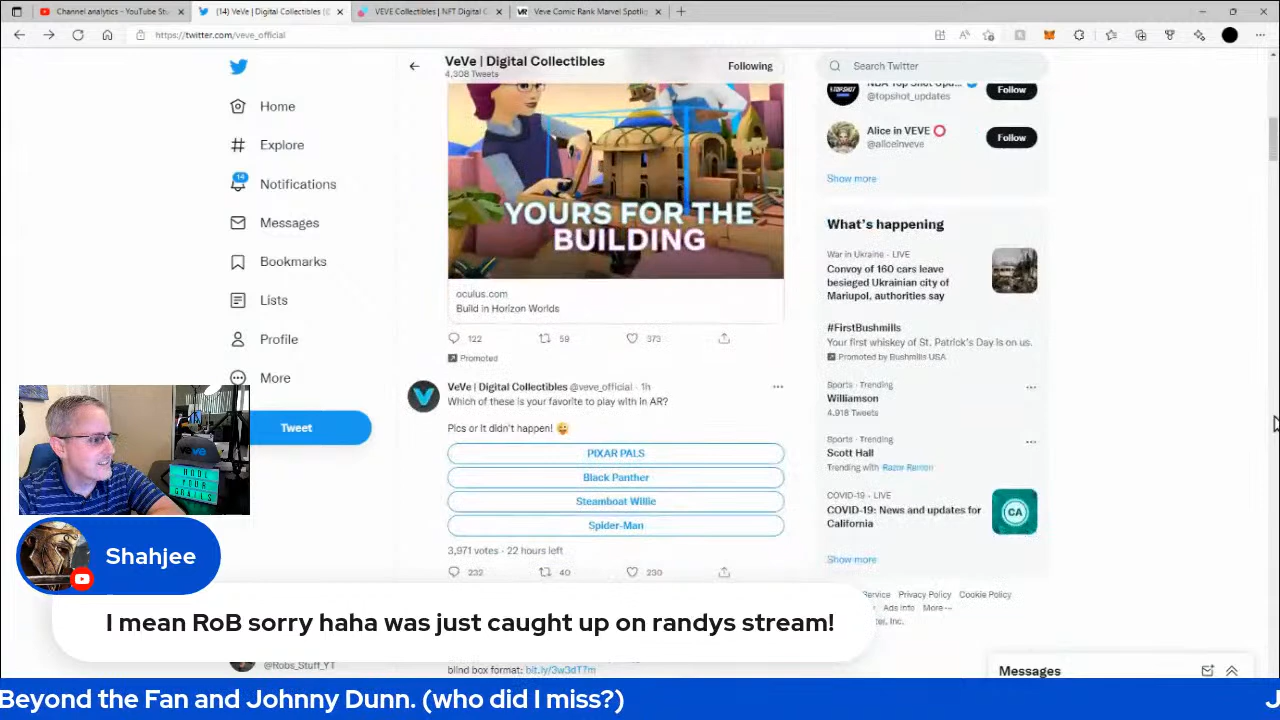 Channel analytics - YouTube Stu
(14) VeVe | Digital Collectibles (@
VEVE Collectibles | NFT Digital C
Veve Comic Rank Marvel Spotlig
https://twitter.com/veve_official
VeVe | Digital Collectibles
4,308 Tweets
Following
Search Twitter
Home
Explore
14
Notifications
Messages
Bookmarks
Lists
Profile
More
Tweet
YOURS FOR THE
BUILDING
oculus.com
Build in Horizon Worlds
122
59
373
Promoted
VeVe | Digital Collectibles @veve_official · 1h
Which of these is your favorite to play with in AR?
Pics or it didn't happen!
PIXAR PALS
Black Panther
Steamboat Willie
Spider-Man
3,971 votes · 22 hours left
232
40
230
blind box format: bit.ly/3w3dT7m
@topshot_updates
Follow
Alice in VEVE
@aliceinveve
Follow
Show more
What's happening
War in Ukraine · LIVE
Convoy of 160 cars leave
besieged Ukrainian city of
Mariupol, authorities say
#FirstBushmills
Your first whiskey of St. Patrick's Day is on us.
Promoted by Bushmills USA
Sports · Trending
Williamson
4,918 Tweets
Sports · Trending
Scott Hall
Trending with Razor Ramon
COVID-19 · LIVE
COVID-19: News and updates for
California
CA
Show more
Service Privacy Policy Cookie Policy
Ads info More
Messages
veve
HODL
YOUR
GRAILS
Shahjee
I mean RoB sorry haha was just caught up on randys stream!
@Robs_Stuff_YT
Beyond the Fan and Johnny Dunn. (who did I miss?)
J